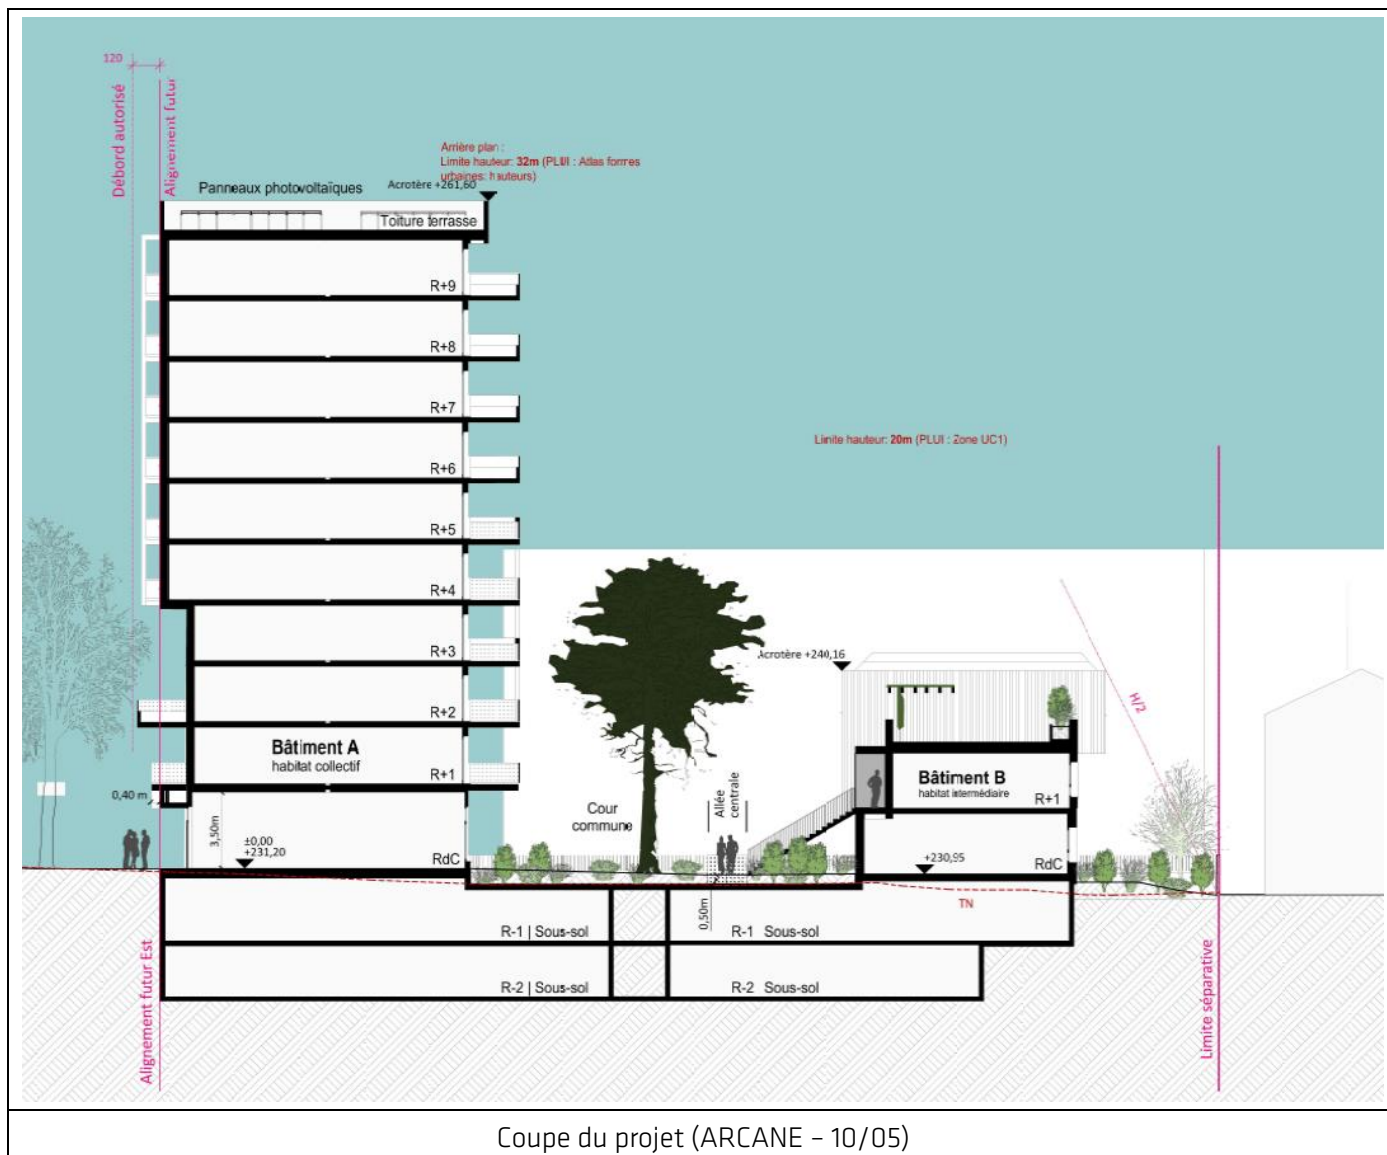 120
Débord autorisé
Alignement futur
Arrière plan :
Limite hauteur: 32m (PLUI : Atlas formes
urbaines: hauteurs)
Panneaux photovoltaïques
Acrotère +261,60
Toiture terrasse
R+9
R+8
R+7
R+6
Limite hauteur: 20m (PLUI : Zone UC1)
R+5
R+4
R+3
Acrotère +240,16
H/2
R+2
Bâtiment A
habitat collectif
R+1
Bâtiment B
habitat intermédiaire
R+1
0,40 m
3,50m
±0,00
+231,20
RdC
Cour
commune
Allée
centrale
+230,95
RdC
TN
0,50m
R-1 | Sous-sol
R-1 Sous-sol
R-2 | Sous-sol
R-2 Sous-sol
Alignement futur Est
Limite séparative
Coupe du projet (ARCANE – 10/05)